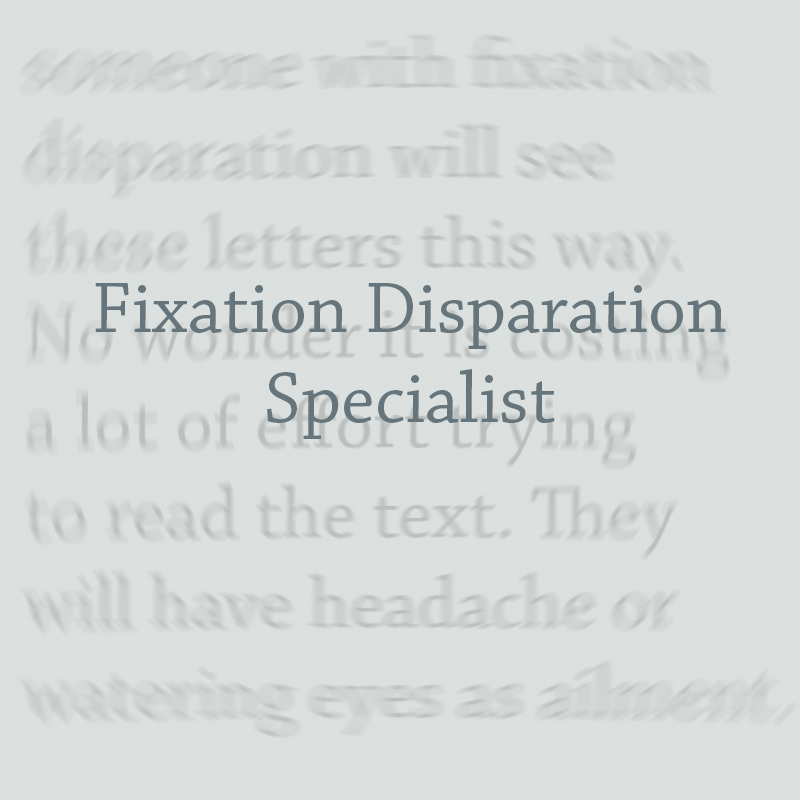 someone with fixation
disparation will see
these letters this way.
Fixation Disparation
No wonder it is costing
Specialist
a lot of effort trying
to read the text. They
will have headache or
watering eyes as ailment.